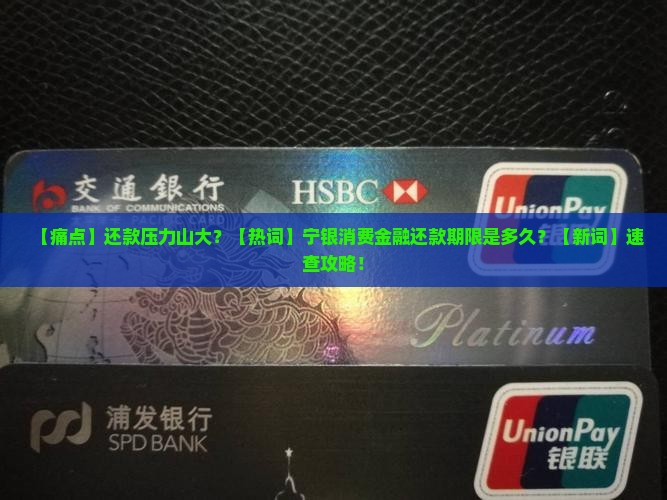 交通銀行
BANK OF COMMUNICATIONS
CARD
HSBC
UnionPay
【痛点】还款压力山大？【热词】宁银消费金融还款期限是多久？【新词】速
查攻略！
Platinum
浦发银行
SPD BANK
UnionPay
银联